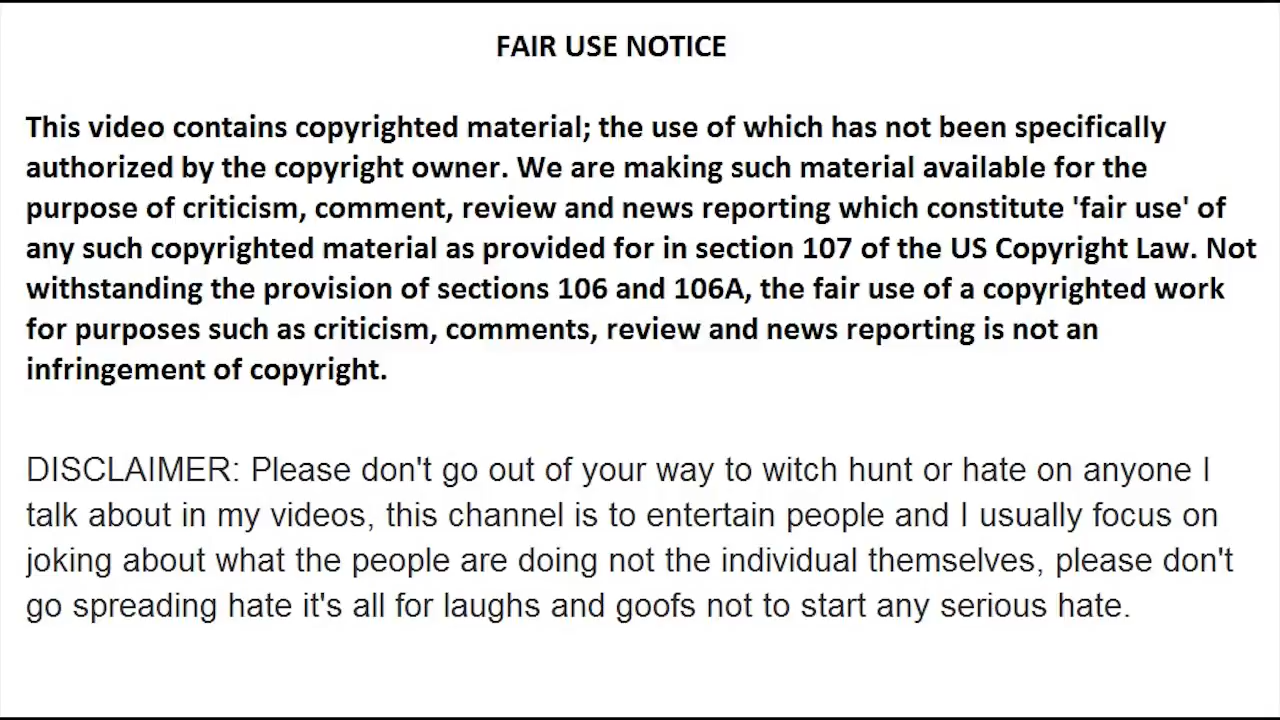 FAIR USE NOTICE
This video contains copyrighted material; the use of which has not been specifically
authorized by the copyright owner. We are making such material available for the
purpose of criticism, comment, review and news reporting which constitute 'fair use' of
any such copyrighted material as provided for in section 107 of the US Copyright Law. Not
withstanding the provision of sections 106 and 106A, the fair use of a copyrighted work
for purposes such as criticism, comments, review and news reporting is not an
infringement of copyright.
DISCLAIMER: Please don't go out of your way to witch hunt or hate on anyone I
talk about in my videos, this channel is to entertain people and I usually focus on
joking about what the people are doing not the individual themselves, please don't
go spreading hate it's all for laughs and goofs not to start any serious hate.